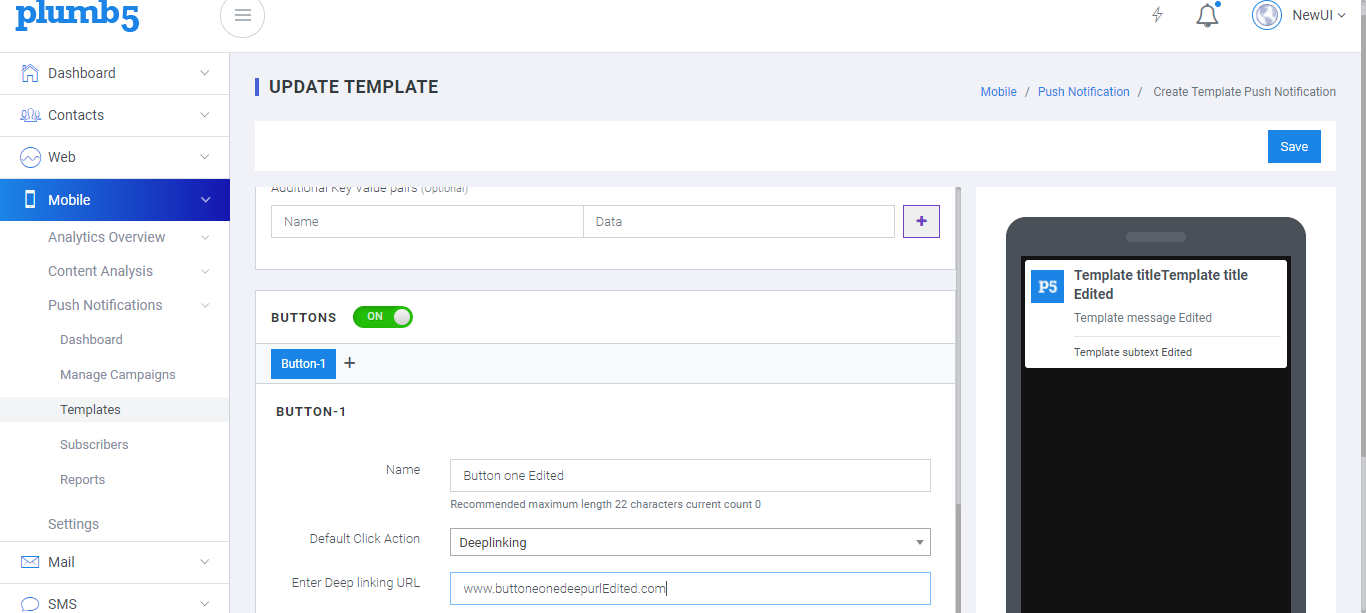 plumb5
NewUI
Dashboard
Contacts
Web
Mobile
Analytics Overview
Content Analysis
Push Notifications
Dashboard
Manage Campaigns
Templates
Subscribers
Reports
Settings
Mail
SMS
UPDATE TEMPLATE
Mobile / Push Notification / Create Template Push Notification
Save
Additional Key Value pairs (Optional)
Name Data +
BUTTONS ON
Button-1 +
BUTTON-1
Name Button one Edited
Recommended maximum length 22 characters current count 0
Default Click Action Deeplinking
Enter Deep linking URL www.buttoneonedeepurlEdited.com
P5
Template titleTemplate title
Edited
Template message Edited
Template subtext Edited